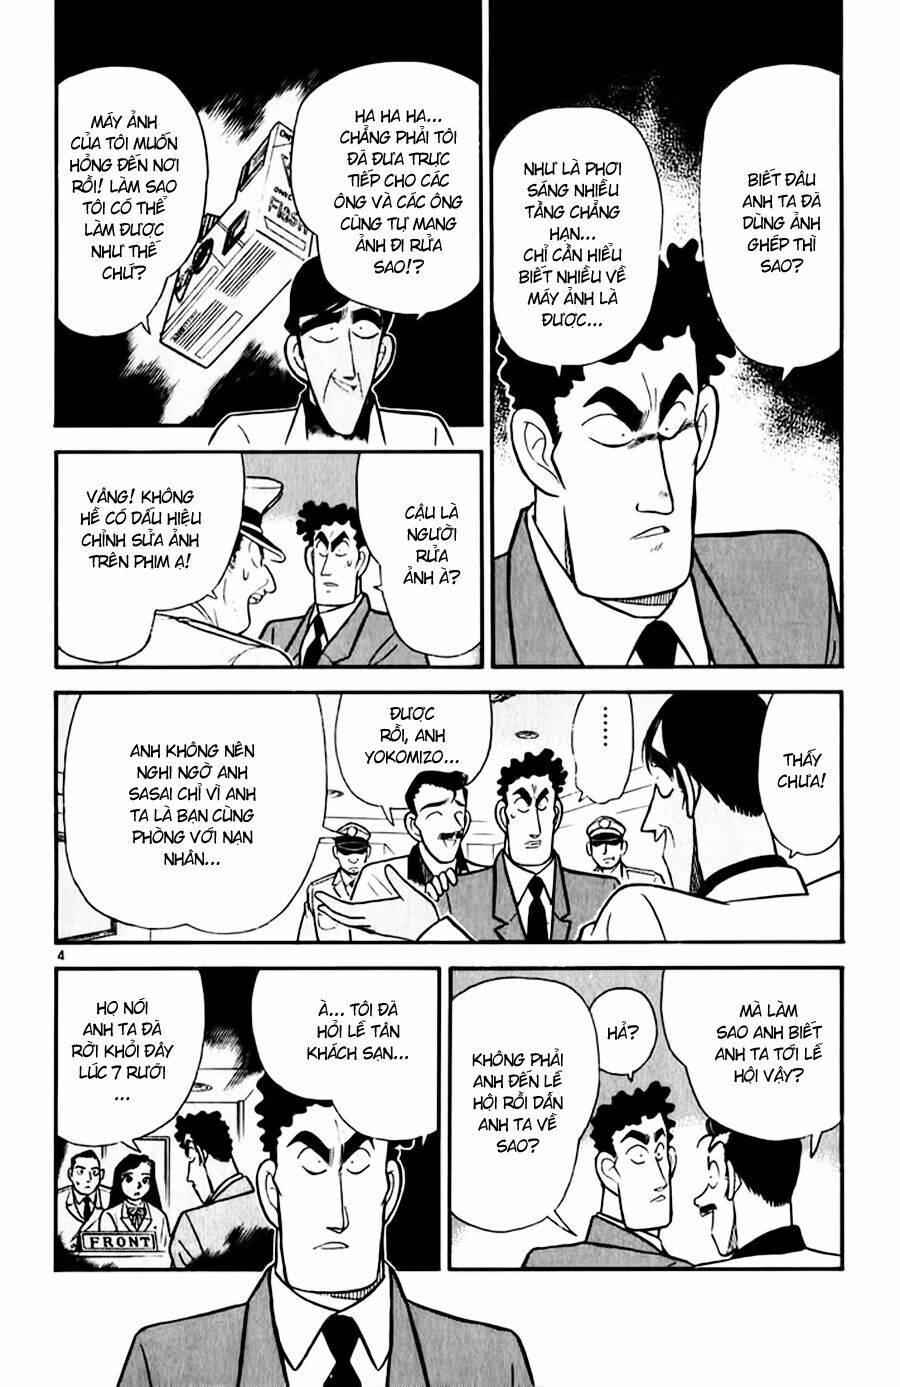 BIẾT ĐÂU
ANH TA ĐÃ
DÙNG ẢNH
GHÉP THÌ
SAO?
NHƯ LÀ PHƠI
SÁNG NHIỀU
TẦNG CHẲNG
HẠN...
CHỈ CẦN HIỂU
BIẾT NHIỀU VỀ
MÁY ẢNH LÀ
ĐƯỢC...
HA HA HA...
CHẲNG PHẢI TÔI
ĐÃ ĐƯA TRỰC
TIẾP CHO CÁC
ÔNG VÀ CÁC ÔNG
CŨNG TỰ MANG
ẢNH ĐI RỬA
SAO!?
MÁY ẢNH
CỦA TÔI MUỐN
HỎNG ĐẾN NƠI
RỒI! LÀM SAO
TÔI CÓ THỂ
LÀM ĐƯỢC
NHƯ THẾ
CHỨ?
CẬU LÀ
NGƯỜI
RỬA
ẢNH À?
VÂNG! KHÔNG
HỀ CÓ DẤU HIỆU
CHỈNH SỬA ẢNH
TRÊN PHIM Ạ!
THẤY
CHƯA!
......
ĐƯỢC
RỒI, ANH
YOKOMIZO...
ANH KHÔNG NÊN
NGHI NGỜ ANH
SASAI CHỈ VÌ ANH
TA LÀ BẠN CÙNG
PHÒNG VỚI NẠN
NHÂN...
4
MÀ LÀM
SAO ANH BIẾT
ANH TA TỚI LỄ
HỘI VẬY?
HẢ?
KHÔNG PHẢI
ANH ĐẾN LỄ
HỘI RỒI DẪN
ANH TA VỀ
SAO?
À... TÔI ĐÃ
HỎI LỄ TÂN
KHÁCH SẠN...
HỌ NÓI
ANH TA ĐÃ
RỜI KHỎI ĐÂY
LÚC 7 RƯỠI
...
FRONT